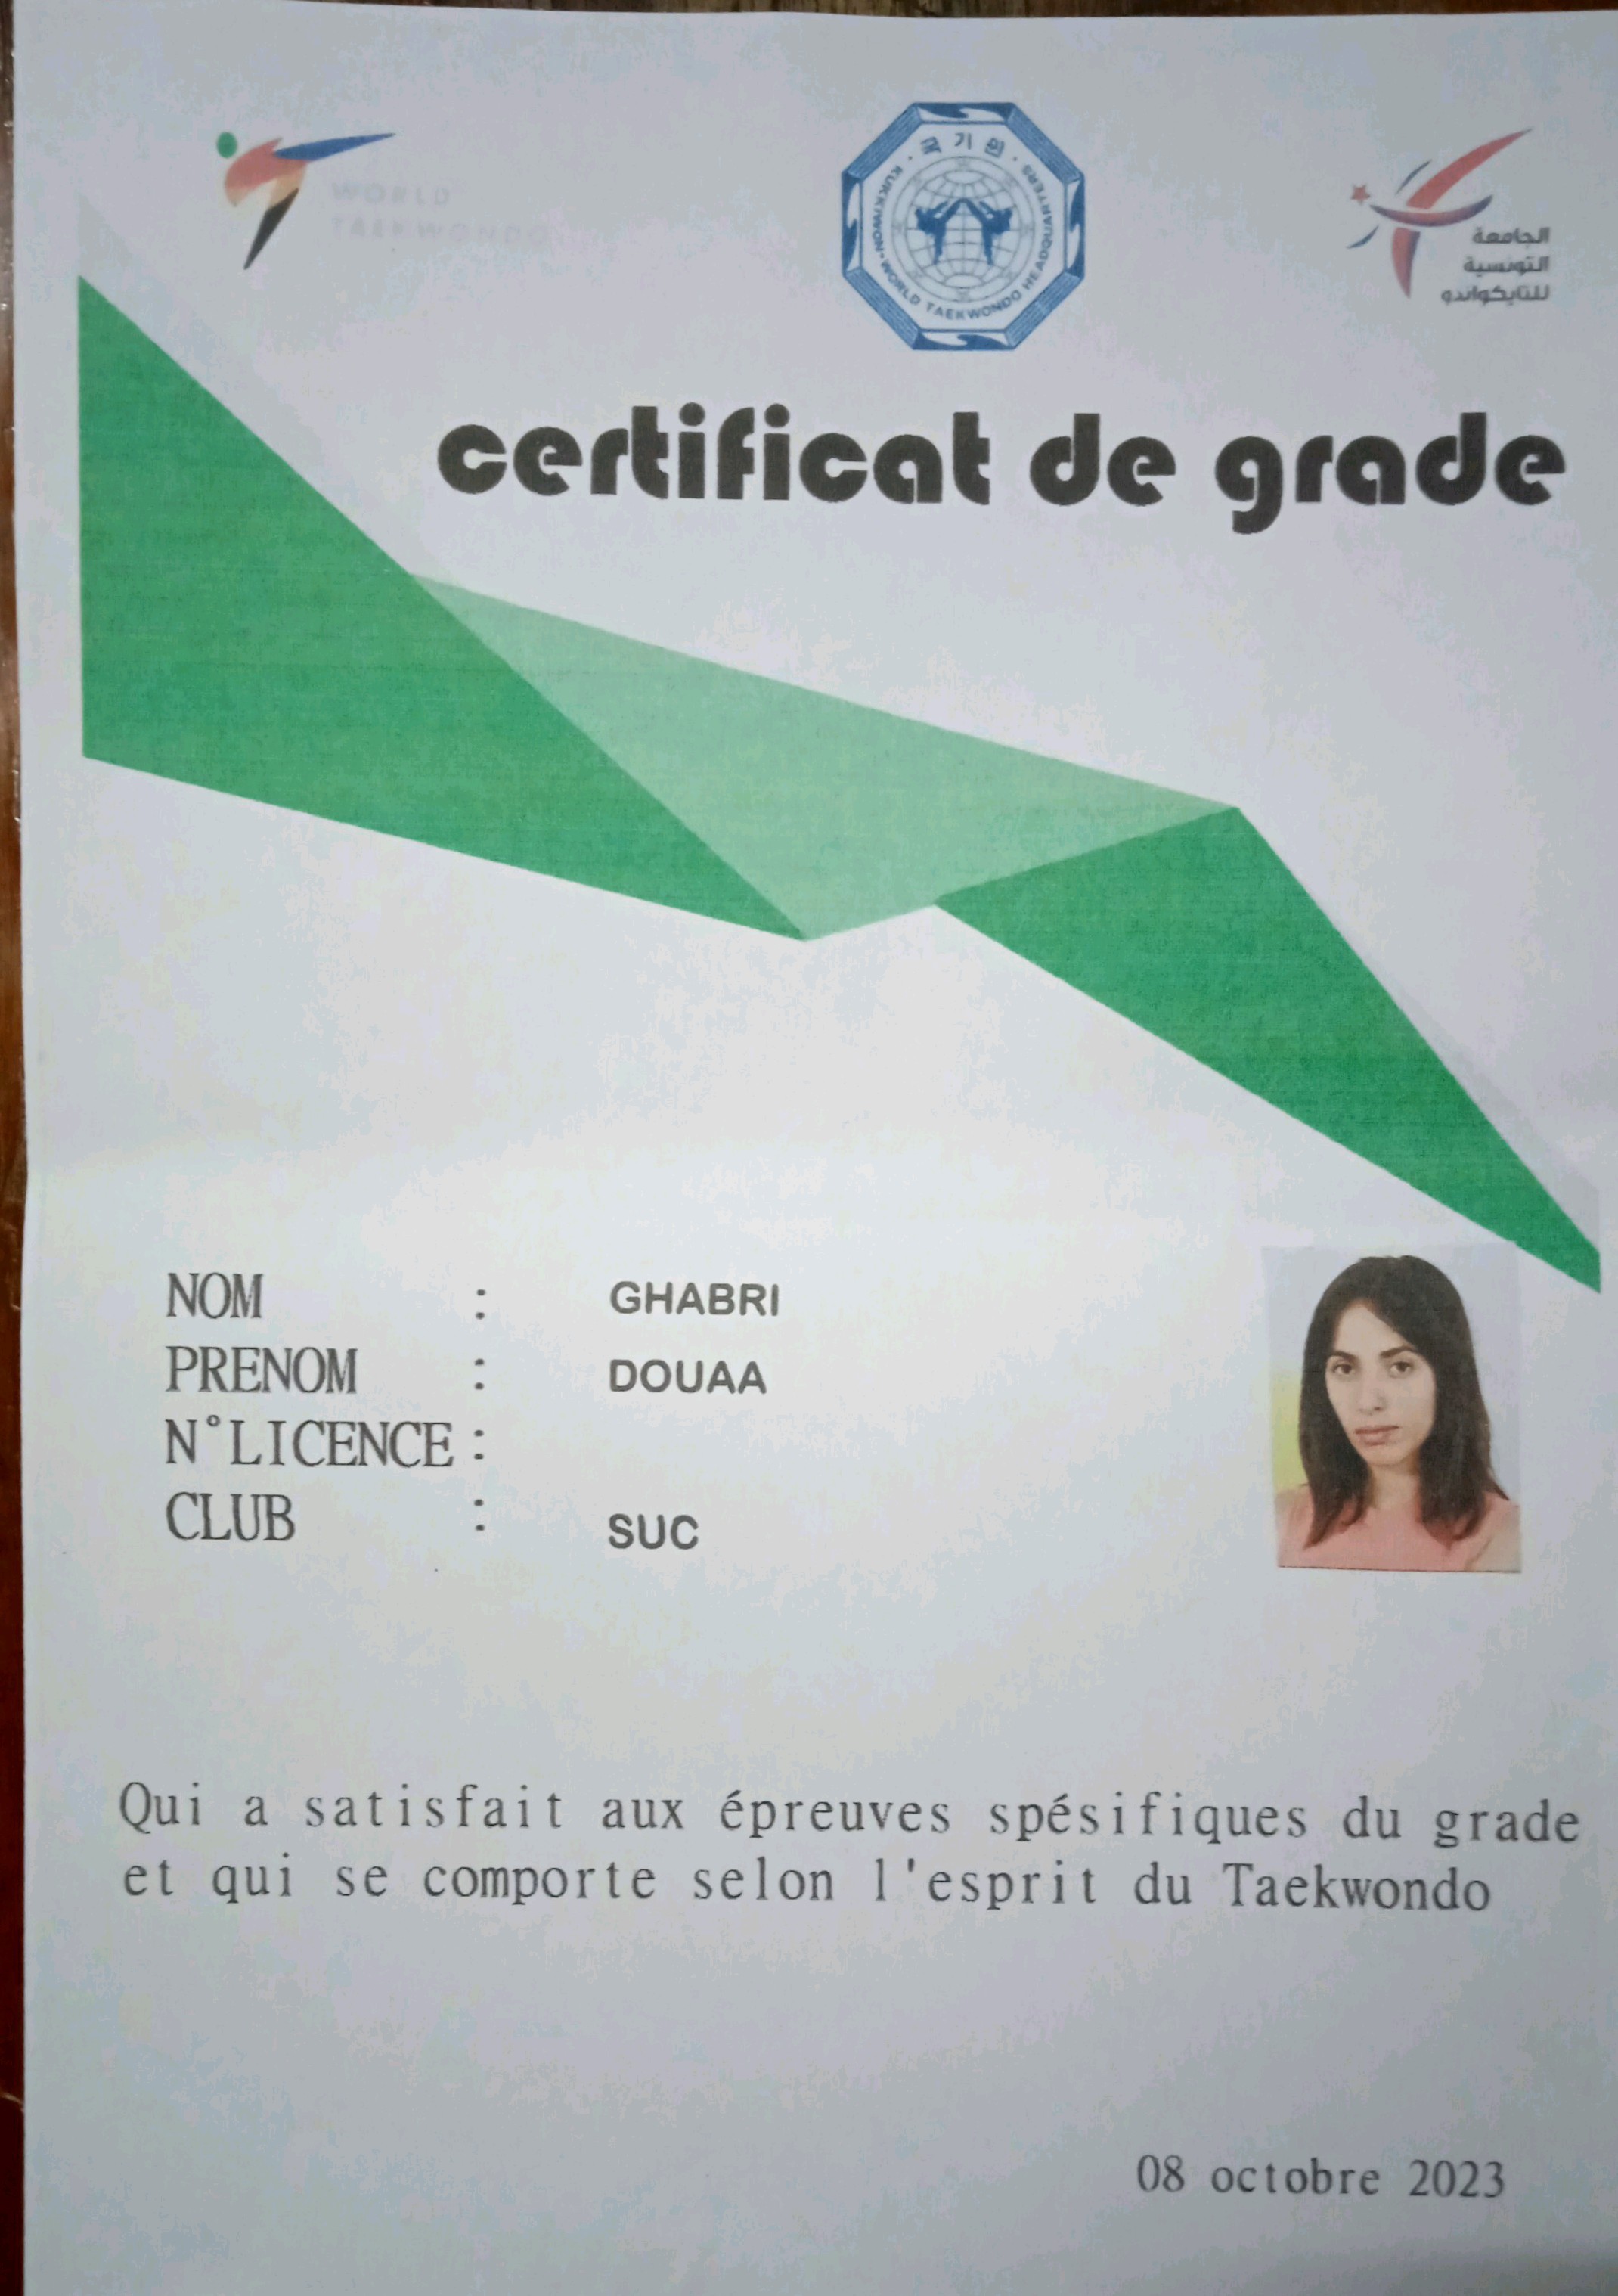 WORLD
TAEKWONDO
국기원
KUKKIWON · WORLD TAEKWONDO HEADQUARTERS
الجامعة
التونسية
للتايكواندو
certificat de grade
NOM : GHABRI
PRENOM : DOUAA
N°LICENCE :
CLUB : SUC
Qui a satisfait aux épreuves spésifiques du grade
et qui se comporte selon l'esprit du Taekwondo
08 octobre 2023